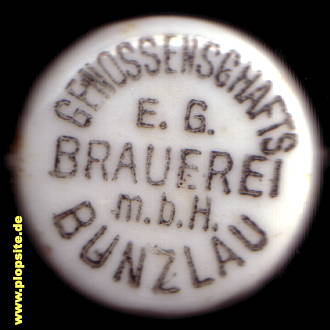 GENOSSENSCHAFTS
E. G.
BRAUEREI
m.b.H.
BUNZLAU
www.plopsite.de